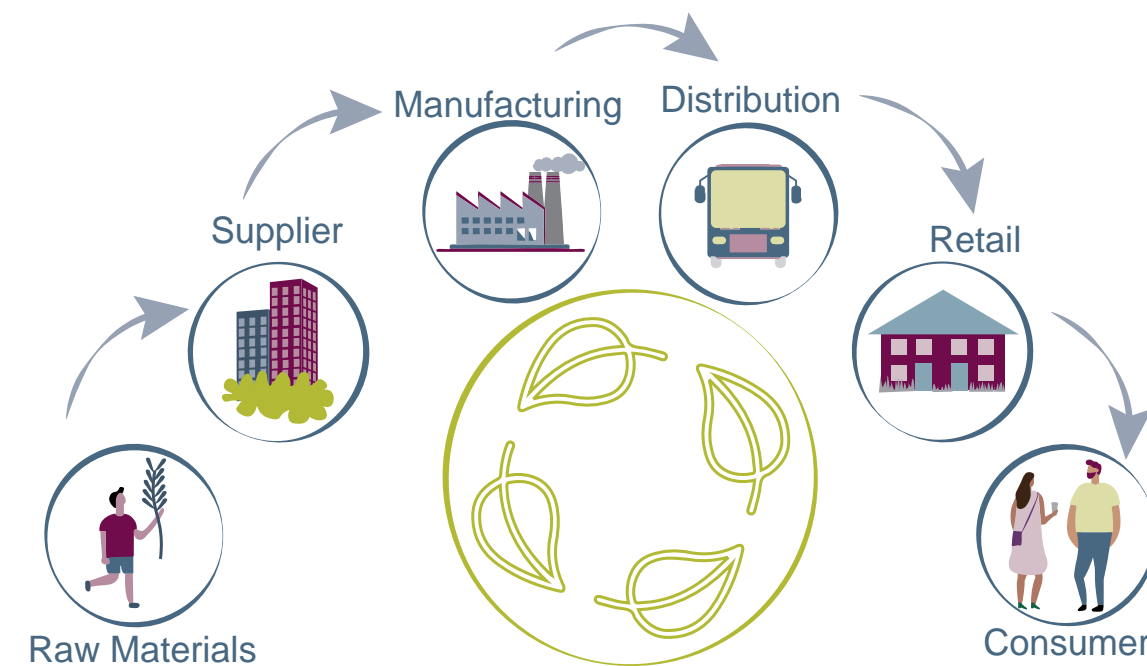 Raw Materials
Supplier
Manufacturing
Distribution
Retail
Consumer